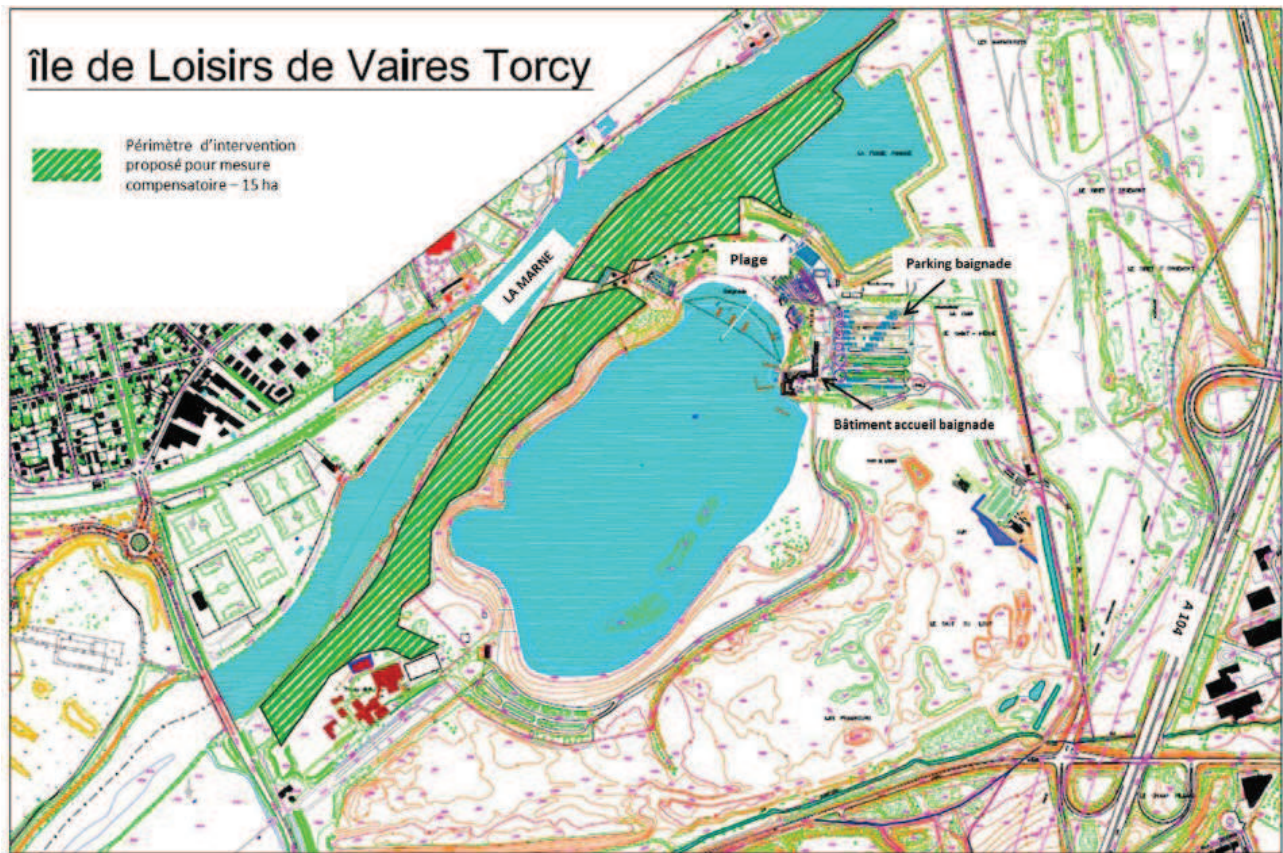 île de Loisirs de Vaires Torcy
Périmètre d'intervention
proposé pour mesure
compensatoire – 15 ha
LA MARNE
Plage
Parking baignade
Bâtiment accueil baignade
A 104